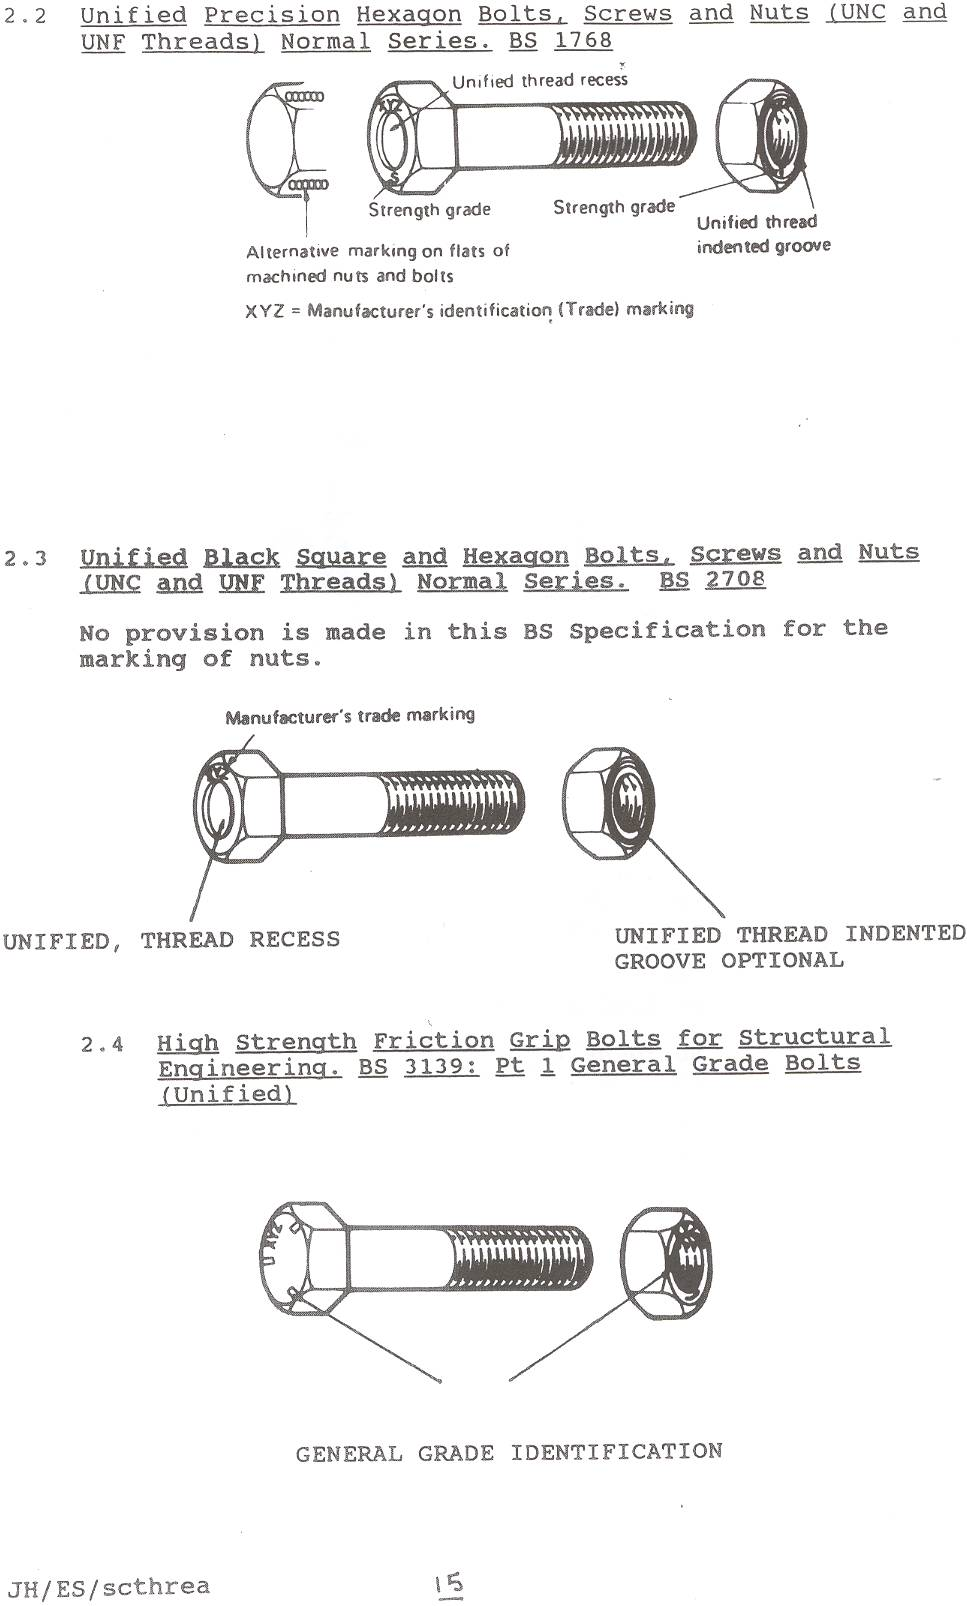 2.2 Unified Precision Hexagon Bolts, Screws and Nuts (UNC and
UNF Threads) Normal Series. BS 1768
Unified thread recess
XYZ
S
Strength grade
Strength grade
Unified thread
indented groove
Alternative marking on flats of
machined nuts and bolts
XYZ = Manufacturer's identification (Trade) marking
2.3 Unified Black Square and Hexagon Bolts, Screws and Nuts
(UNC and UNF Threads) Normal Series. BS 2708
No provision is made in this BS Specification for the
marking of nuts.
Manufacturer's trade marking
UNIFIED, THREAD RECESS
UNIFIED THREAD INDENTED
GROOVE OPTIONAL
2.4 High Strength Friction Grip Bolts for Structural
Engineering. BS 3139: Pt 1 General Grade Bolts
(Unified)
XYZ
GENERAL GRADE IDENTIFICATION
JH/ES/scthrea
15